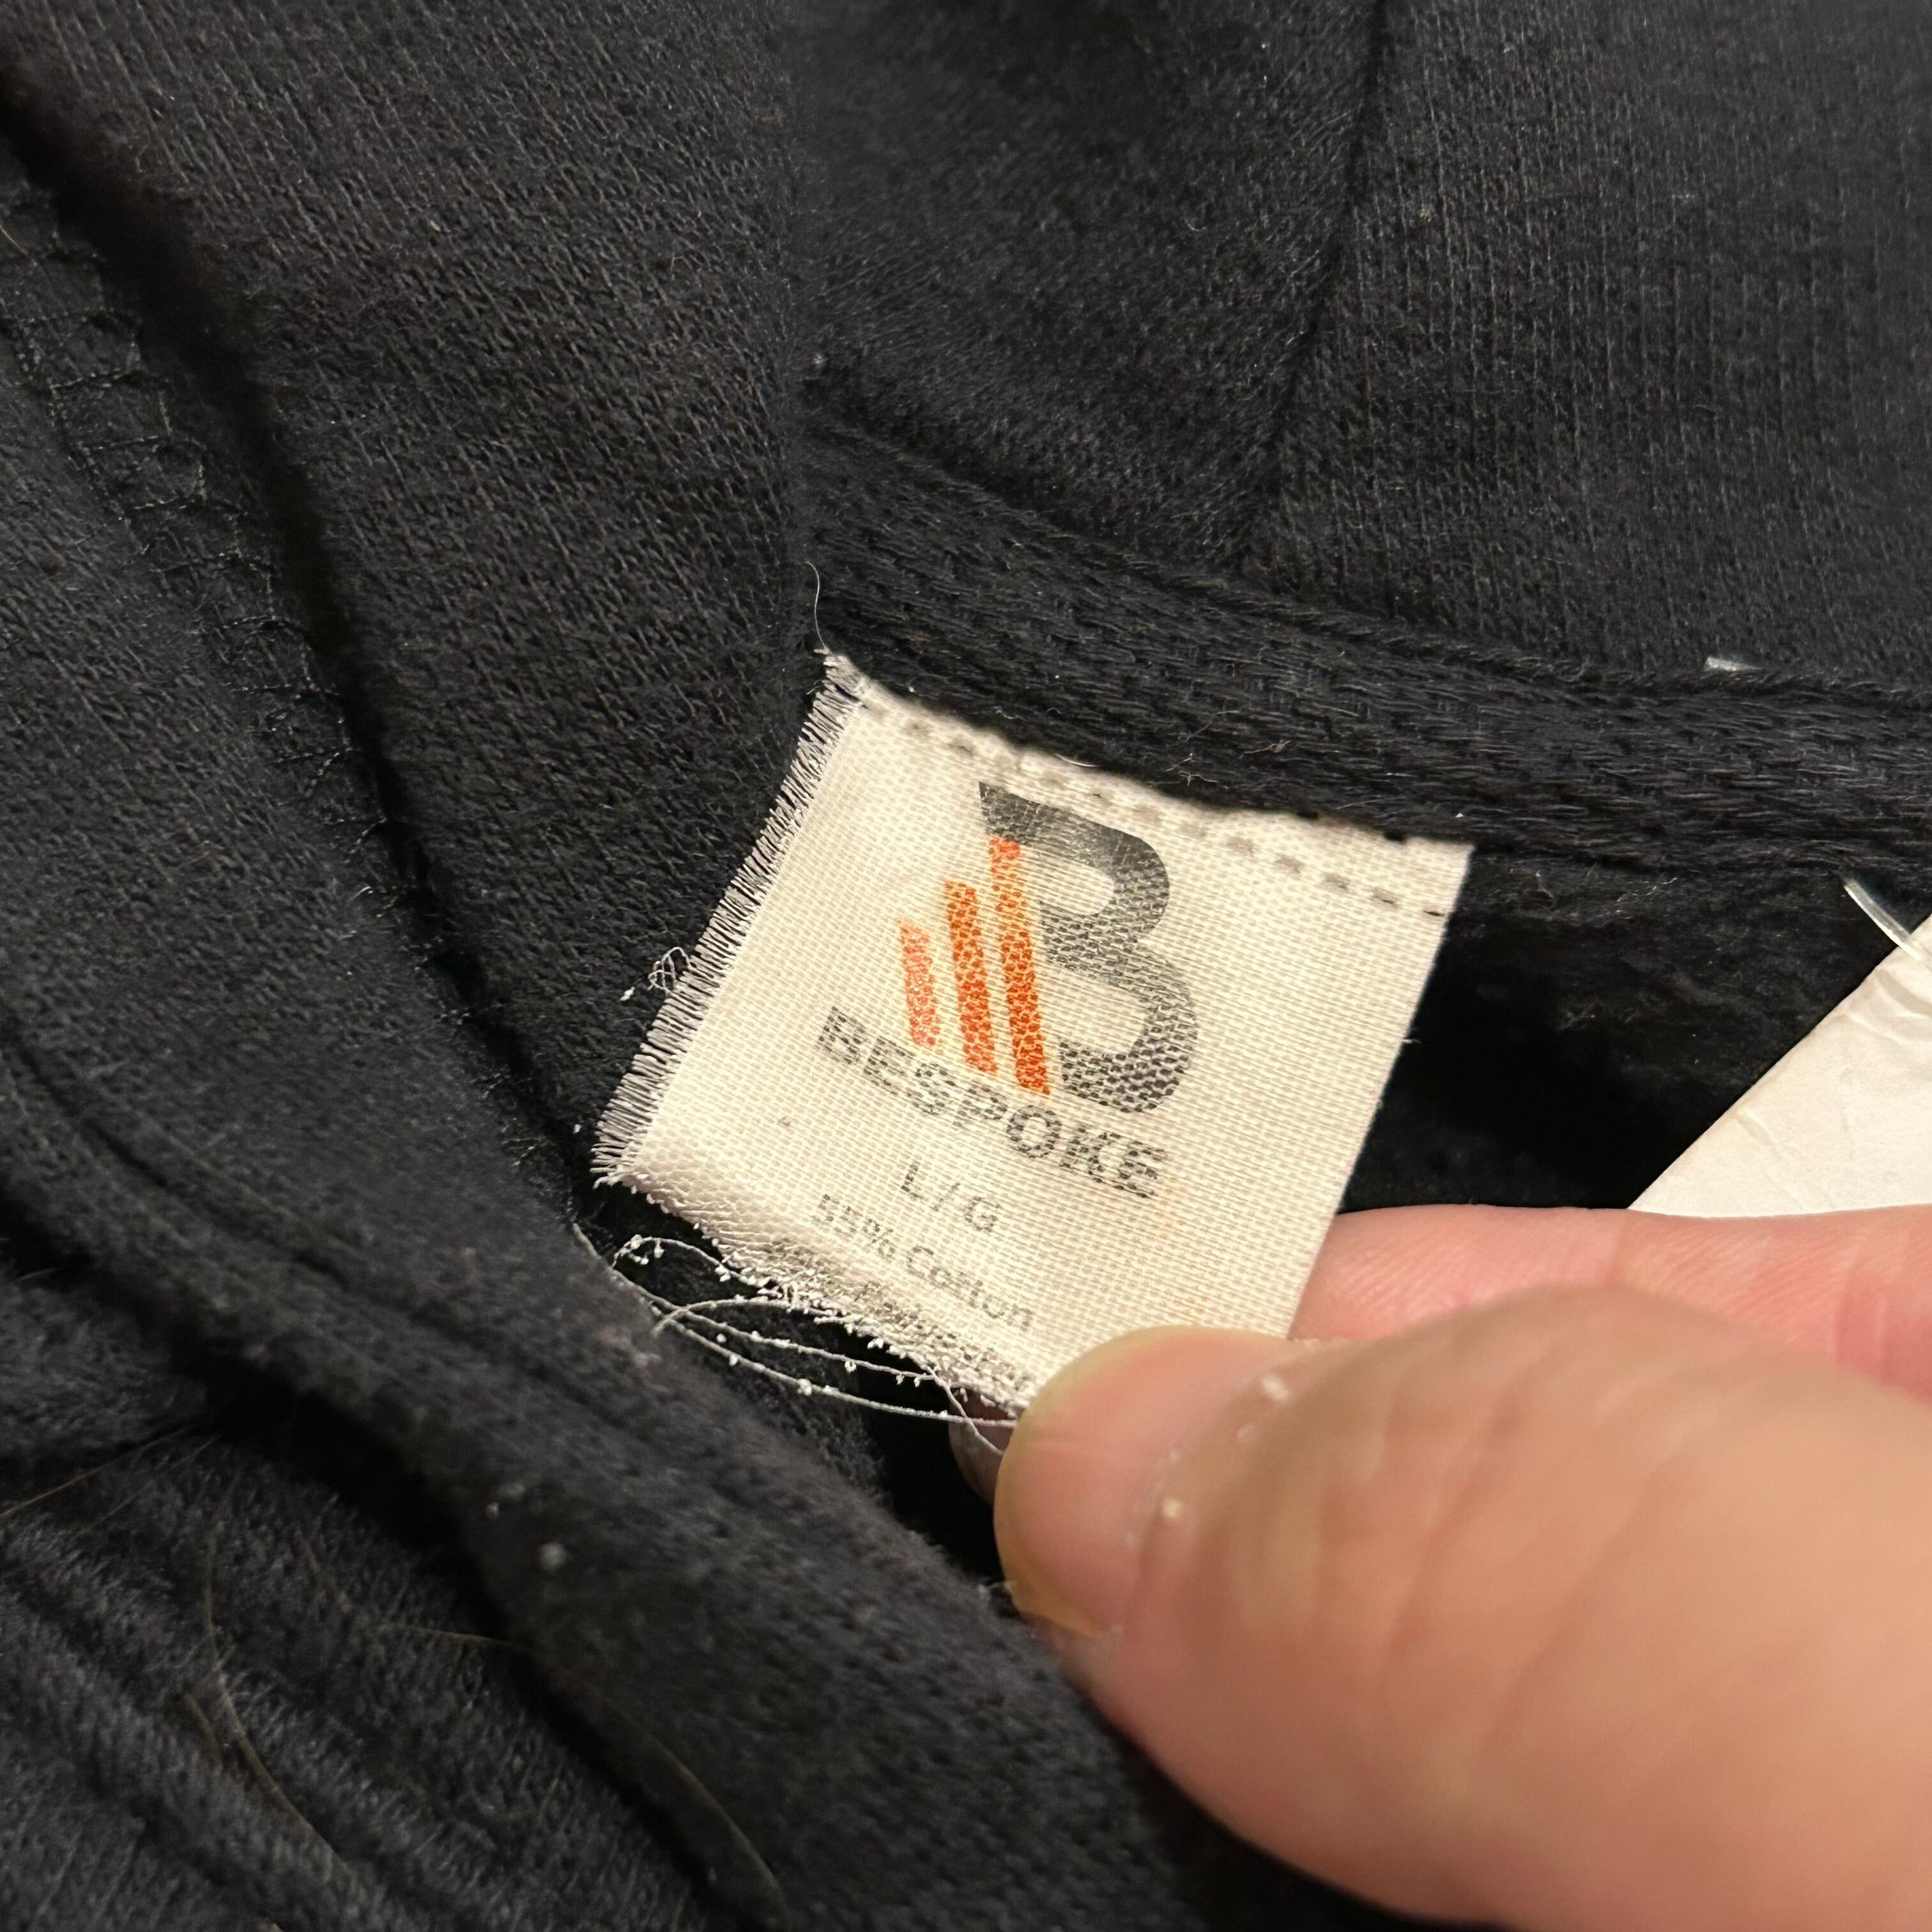 B
BESPOKE
L / G
55% Cotton